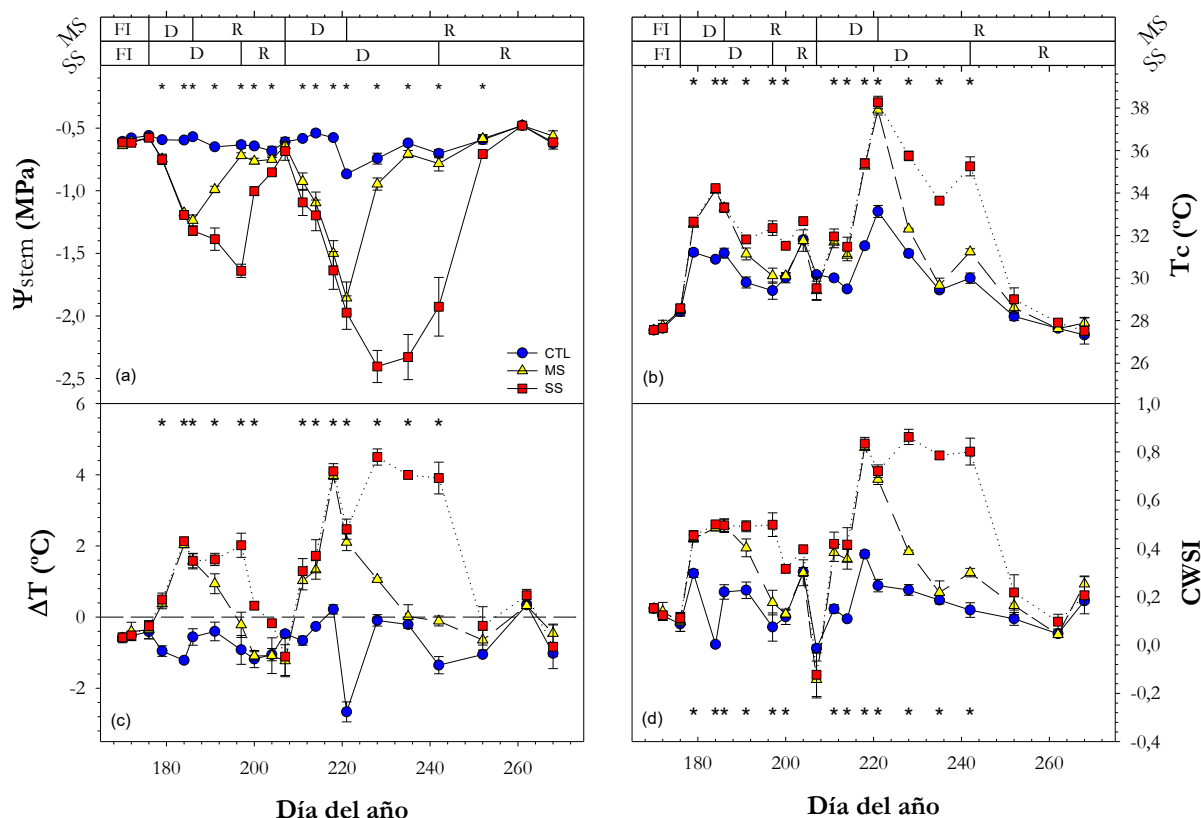 MS FI D R D R
SS FI D R D R
MS FI D R D R
SS FI D R D R
* * * * * * * * * * * * * * * *
-0,5
-1,0
-1,5
-2,0
-2,5
Ψstem (MPa)
CTL
MS
SS
(a)
* * * * * * * * * * * * *
38
36
34
32
30
28
26
Tc (ºC)
(b)
* * * * * * * * * * * * *
6
4
2
0
-2
ΔT (ºC)
(c)
180 200 220 240 260
Día del año
1,0
0,8
0,6
0,4
0,2
0,0
-0,2
-0,4
CWSI
* * * * * * * * * * * * *
(d)
180 200 220 240 260
Día del año